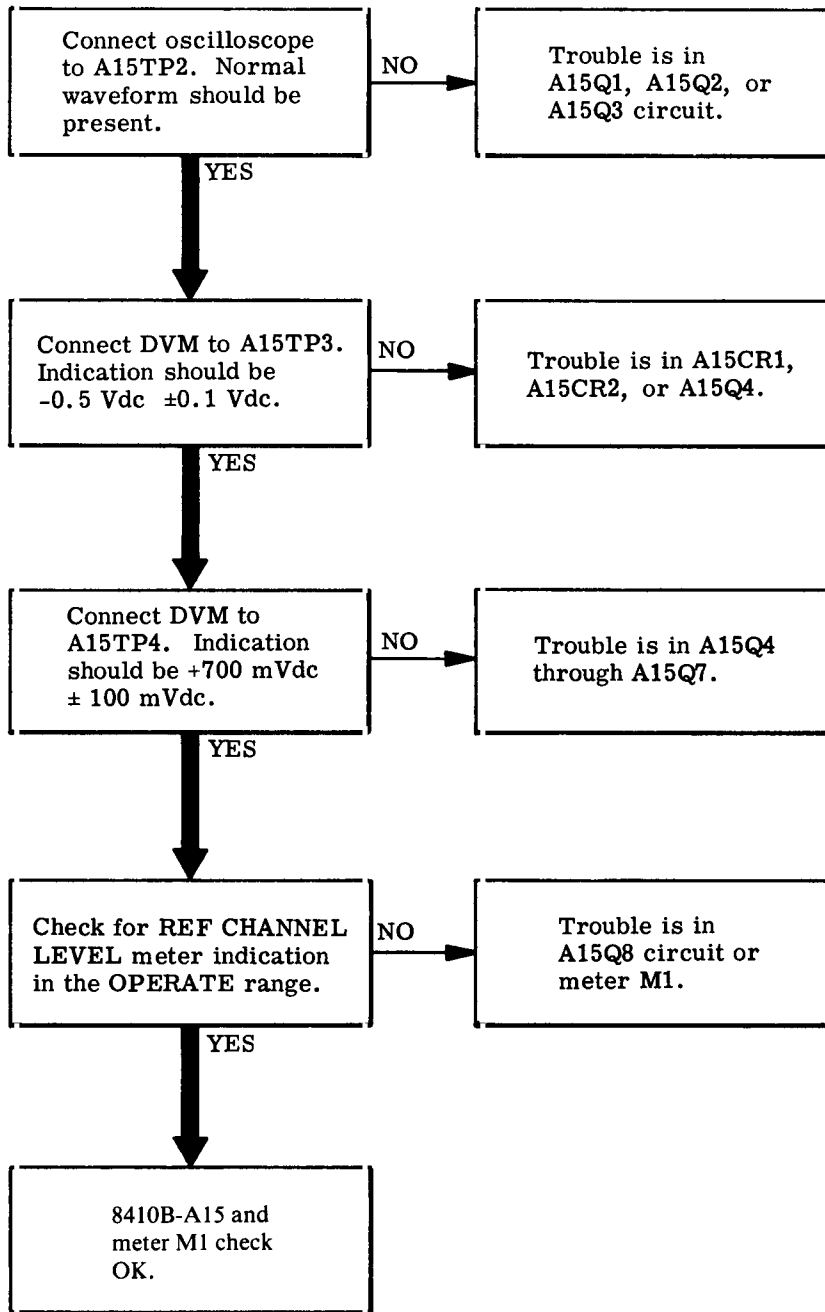 Connect oscilloscope
to A15TP2. Normal
waveform should be
present.
NO
Trouble is in
A15Q1, A15Q2, or
A15Q3 circuit.
YES
Connect DVM to A15TP3.
Indication should be
-0.5 Vdc ±0.1 Vdc.
NO
Trouble is in A15CR1,
A15CR2, or A15Q4.
YES
Connect DVM to
A15TP4. Indication
should be +700 mVdc
± 100 mVdc.
NO
Trouble is in A15Q4
through A15Q7.
YES
Check for REF CHANNEL
LEVEL meter indication
in the OPERATE range.
NO
Trouble is in
A15Q8 circuit or
meter M1.
YES
8410B-A15 and
meter M1 check
OK.